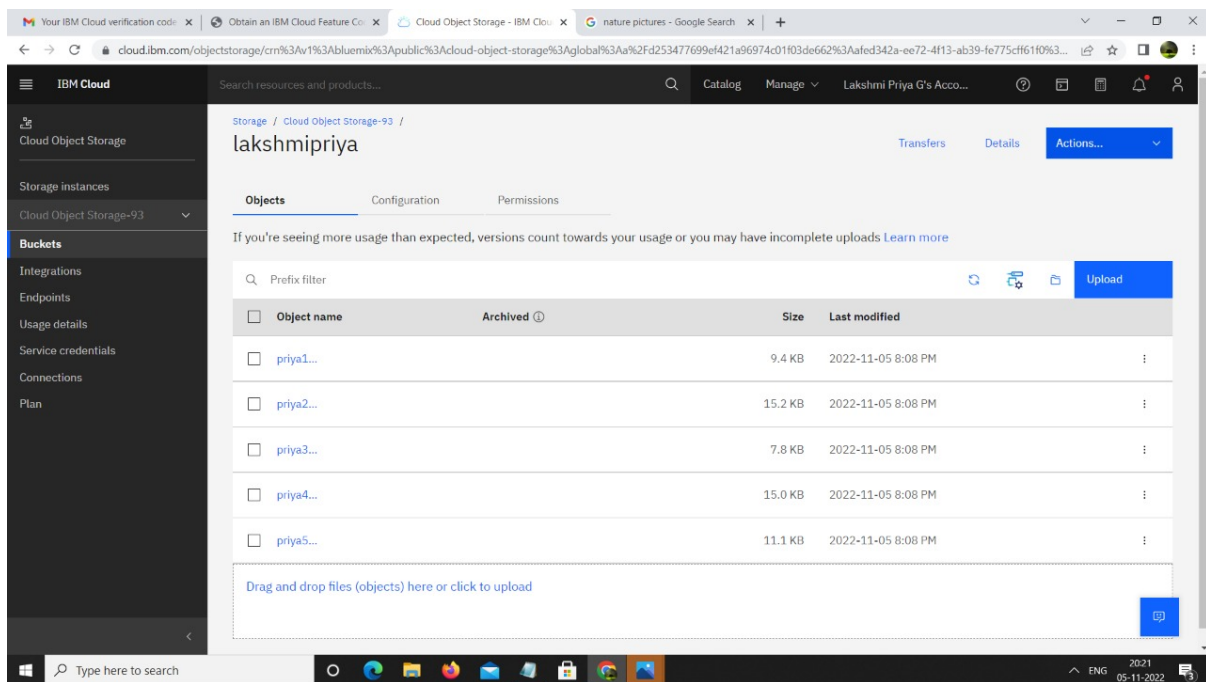 Your IBM Cloud verification code
Obtain an IBM Cloud Feature Co
Cloud Object Storage - IBM Clou
nature pictures - Google Search
cloud.ibm.com/objectstorage/crn%3Av1%3Abluemix%3Apublic%3Acloud-object-storage%3Aglobal%3Aa%2Fd253477699ef421a96974c01f03de662%3Aafed342a-ee72-4f13-ab39-fe775cff61f0%3...
IBM Cloud
Search resources and products...
Catalog
Manage
Lakshmi Priya G's Acco...
Cloud Object Storage
Storage instances
Cloud Object Storage-93
Buckets
Integrations
Endpoints
Usage details
Service credentials
Connections
Plan
Storage / Cloud Object Storage-93 /
lakshmipriya
Transfers
Details
Actions...
Objects
Configuration
Permissions
If you're seeing more usage than expected, versions count towards your usage or you may have incomplete uploads Learn more
Prefix filter
Upload
Object name Archived Size Last modified
priya1... 9.4 KB 2022-11-05 8:08 PM
priya2... 15.2 KB 2022-11-05 8:08 PM
priya3... 7.8 KB 2022-11-05 8:08 PM
priya4... 15.0 KB 2022-11-05 8:08 PM
priya5... 11.1 KB 2022-11-05 8:08 PM
Drag and drop files (objects) here or click to upload
Type here to search
ENG
20:21
05-11-2022
3